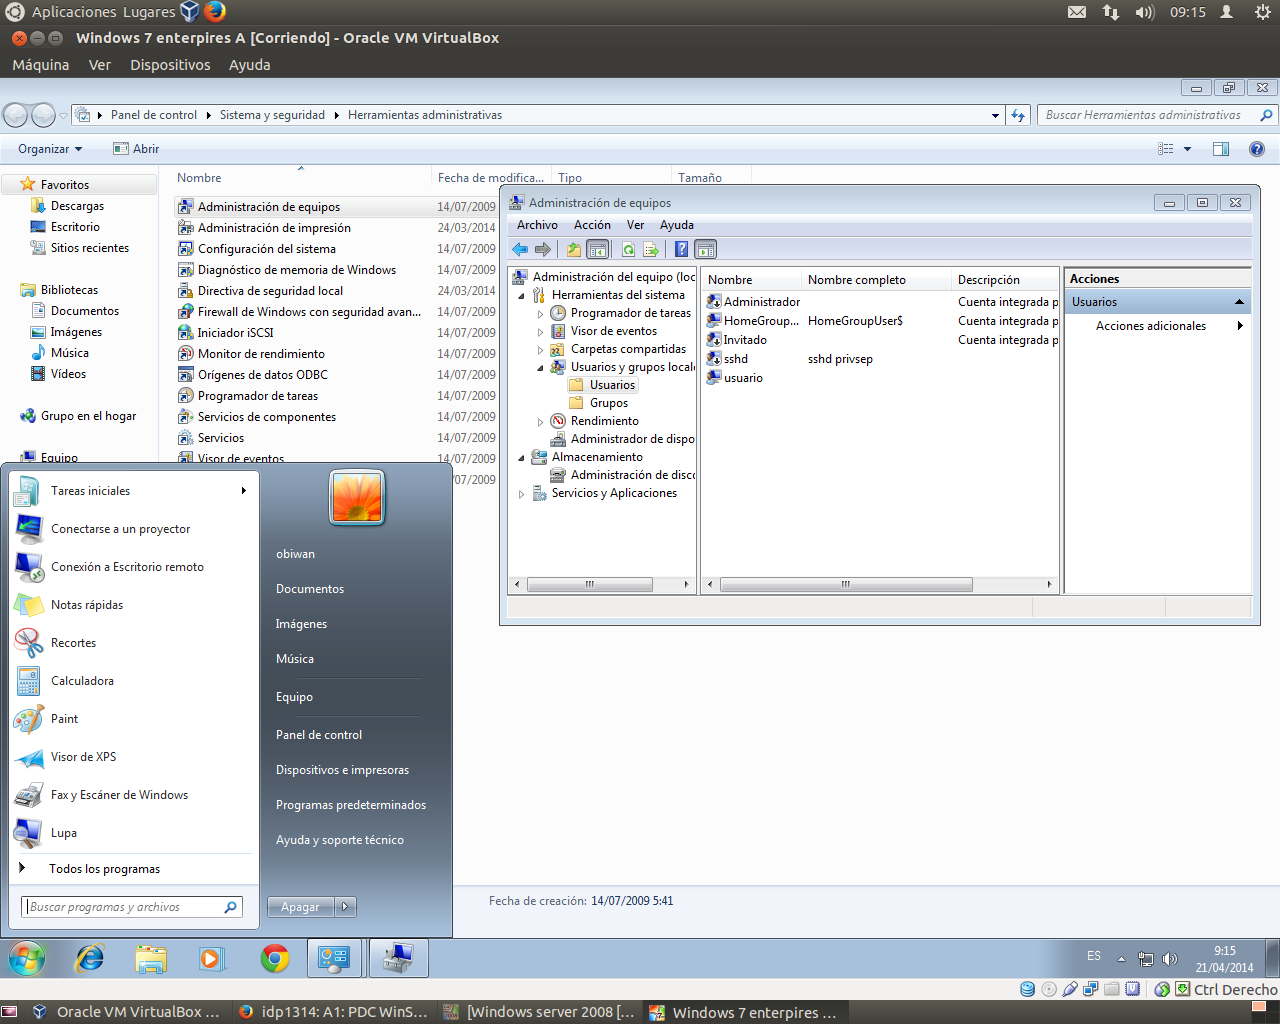 Aplicaciones Lugares 09:15
Windows 7 enterpires A [Corriendo] - Oracle VM VirtualBox
Máquina Ver Dispositivos Ayuda
Panel de control Sistema y seguridad Herramientas administrativas Buscar Herramientas administrativas
Organizar Abrir
Favoritos
Descargas
Escritorio
Sitios recientes
Bibliotecas
Documentos
Imágenes
Música
Vídeos
Grupo en el hogar
Equipo
Nombre Fecha de modifica... Tipo Tamaño
Administración de equipos 14/07/2009
Administración de impresión 24/03/2014
Configuración del sistema 14/07/2009
Diagnóstico de memoria de Windows 14/07/2009
Directiva de seguridad local 24/03/2014
Firewall de Windows con seguridad avan... 14/07/2009
Iniciador iSCSI 14/07/2009
Monitor de rendimiento 14/07/2009
Orígenes de datos ODBC 14/07/2009
Programador de tareas 14/07/2009
Servicios de componentes 14/07/2009
Servicios 14/07/2009
Visor de eventos 14/07/2009
/07/2009
Administración de equipos
Archivo Acción Ver Ayuda
Administración del equipo (loc
Herramientas del sistema
Programador de tareas
Visor de eventos
Carpetas compartidas
Usuarios y grupos locale
Usuarios
Grupos
Rendimiento
Administrador de dispo
Almacenamiento
Administración de disco
Servicios y Aplicaciones
Nombre Nombre completo Descripción
Administrador Cuenta integrada p
HomeGroup... HomeGroupUser$ Cuenta integrada p
Invitado Cuenta integrada p
sshd sshd privsep
usuario
Acciones
Usuarios
Acciones adicionales
Tareas iniciales
Conectarse a un proyector
Conexión a Escritorio remoto
Notas rápidas
Recortes
Calculadora
Paint
Visor de XPS
Fax y Escáner de Windows
Lupa
Todos los programas
Buscar programas y archivos
obiwan
Documentos
Imágenes
Música
Equipo
Panel de control
Dispositivos e impresoras
Programas predeterminados
Ayuda y soporte técnico
Apagar
Fecha de creación: 14/07/2009 5:41
ES 9:15
21/04/2014
Ctrl Derecho
Oracle VM VirtualBox ... idp1314: A1: PDC WinS... [Windows server 2008 [... Windows 7 enterpires ...